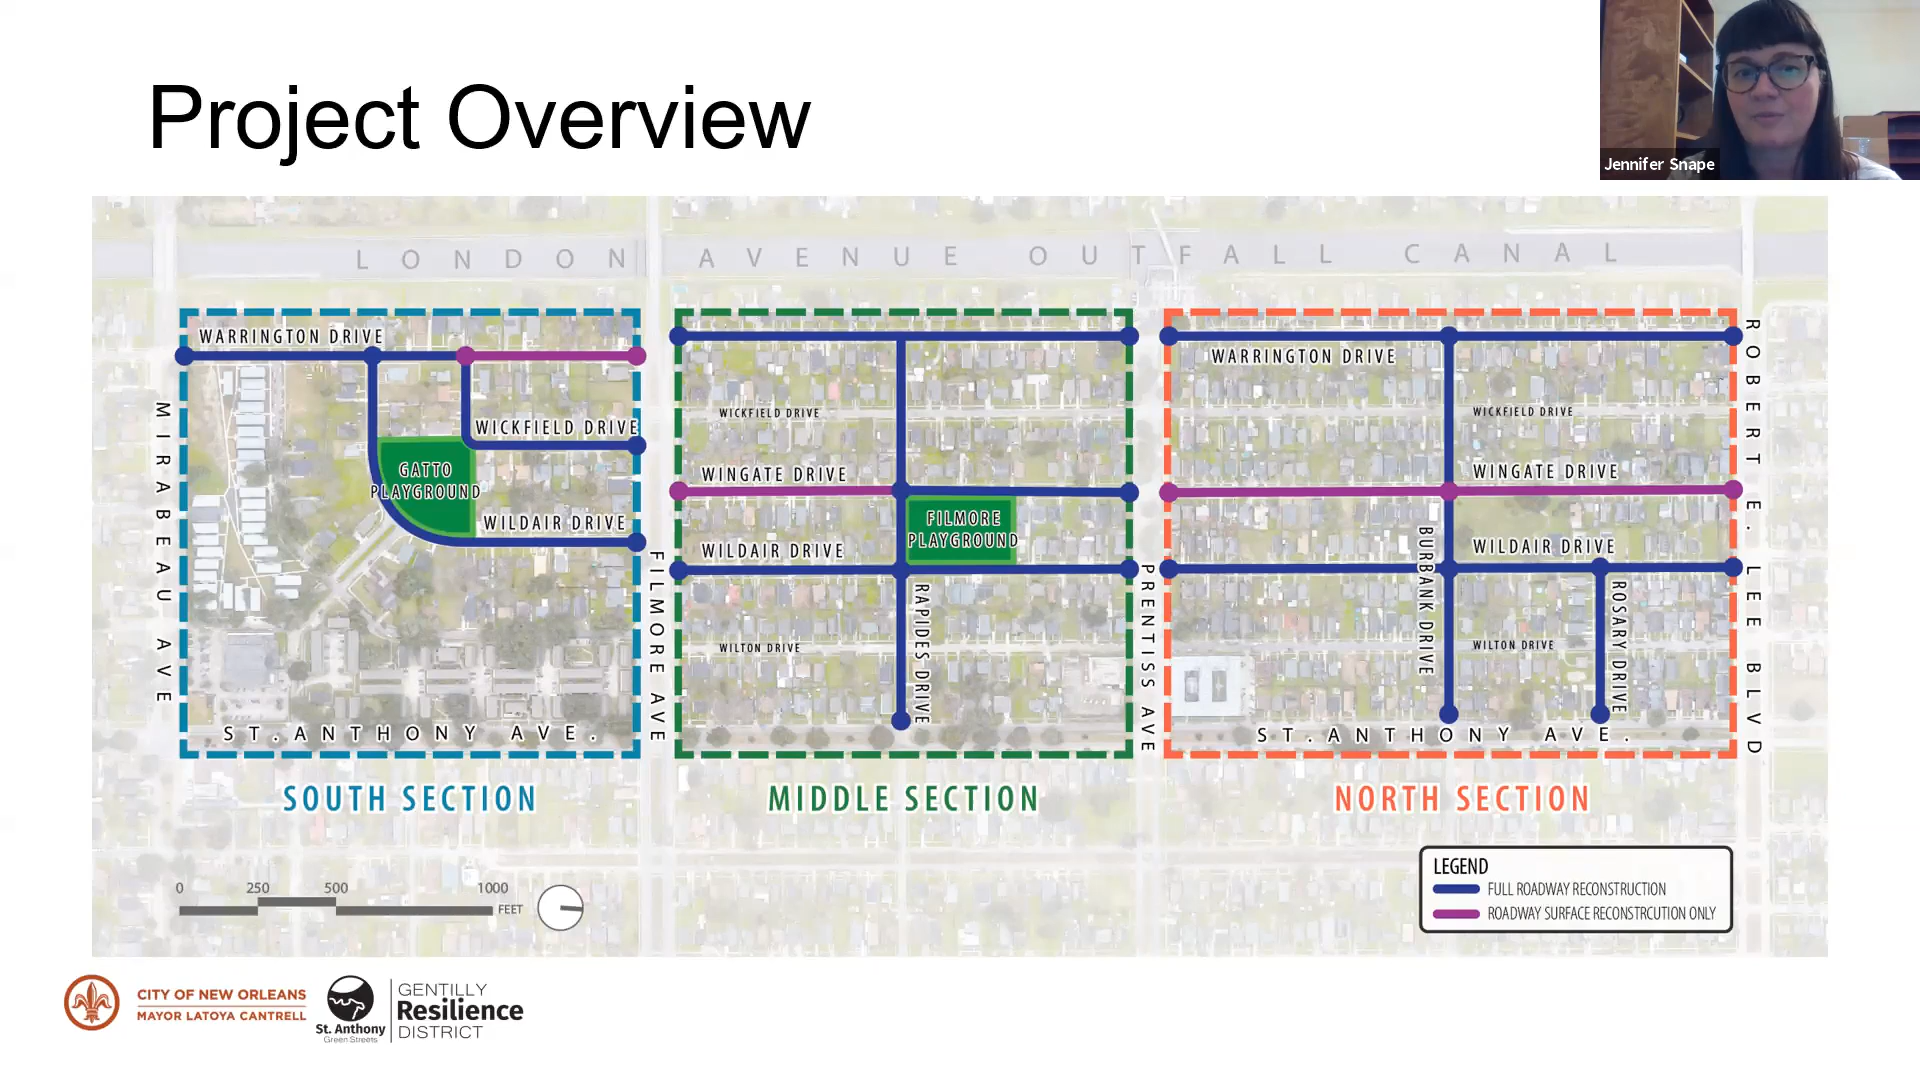 Project Overview
Jennifer Snape
LONDON AVENUE OUTFALL CANAL
WARRINGTON DRIVE
WICKFIELD DRIVE
GATTO
PLAYGROUND
WILDAIR DRIVE
MIRABEAU AVE
ST. ANTHONY AVE.
FILMORE AVE
SOUTH SECTION
WICKFIELD DRIVE
WINGATE DRIVE
FILMORE
PLAYGROUND
WILDAIR DRIVE
RAPIDES DRIVE
WILTON DRIVE
PRENTISS AVE
MIDDLE SECTION
WARRINGTON DRIVE
WICKFIELD DRIVE
WINGATE DRIVE
BURBANK DRIVE
WILDAIR DRIVE
ROSARY DRIVE
WILTON DRIVE
ST. ANTHONY AVE.
ROBERT E. LEE BLVD
NORTH SECTION
0 250 500 1000
FEET
LEGEND
FULL ROADWAY RECONSTRUCTION
ROADWAY SURFACE RECONSTRCUTION ONLY
CITY OF NEW ORLEANS
MAYOR LATOYA CANTRELL
St. Anthony
Green Streets
GENTILLY
Resilience
DISTRICT